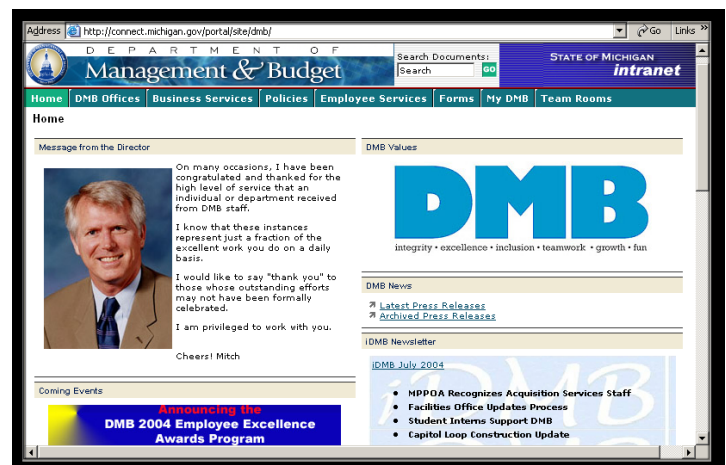 Address http://connect.michigan.gov/portal/site/dmb/ Go Links »
DEPARTMENT OF
Management & Budget
Search Documents:
Search GO
STATE OF MICHIGAN
intranet
Home DMB Offices Business Services Policies Employee Services Forms My DMB Team Rooms
Home
Message from the Director
On many occasions, I have been
congratulated and thanked for the
high level of service that an
individual or department received
from DMB staff.
I know that these instances
represent just a fraction of the
excellent work you do on a daily
basis.
I would like to say "thank you" to
those whose outstanding efforts
may not have been formally
celebrated.
I am privileged to work with you.
Cheers! Mitch
Coming Events
Announcing the
DMB 2004 Employee Excellence
Awards Program
DMB Values
DMB
integrity • excellence • inclusion • teamwork • growth • fun
DMB News
Latest Press Releases
Archived Press Releases
iDMB Newsletter
iDMB July 2004
• MPPOA Recognizes Acquisition Services Staff
• Facilities Office Updates Process
• Student Interns Support DMB
• Capitol Loop Construction Update